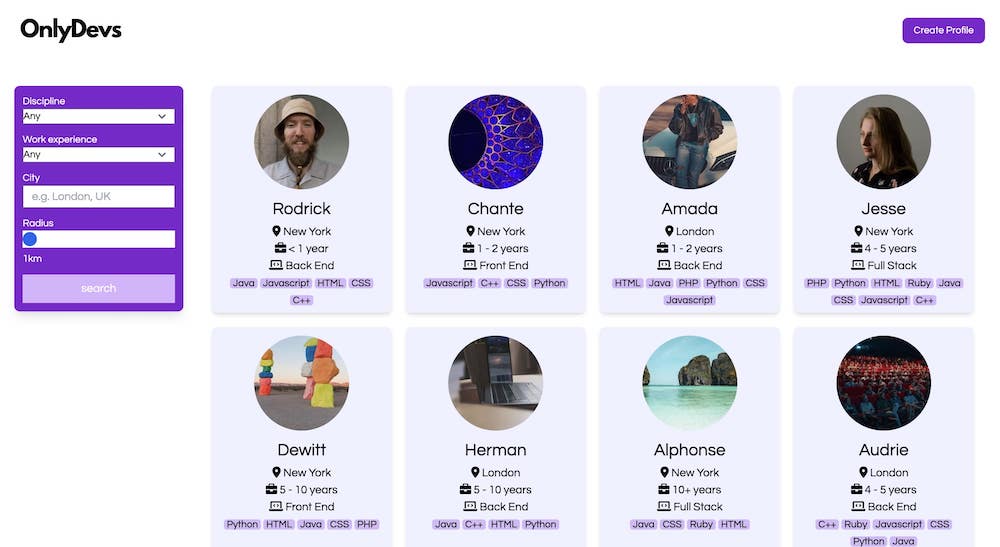 OnlyDevs
Create Profile
Discipline
Any
Work experience
Any
City
e.g. London, UK
Radius
1km
search
Rodrick
New York
< 1 year
Back End
Java Javascript HTML CSS
C++
Chante
New York
1 - 2 years
Front End
Javascript C++ CSS Python
Amada
London
1 - 2 years
Back End
HTML Java PHP Python CSS
Javascript
Jesse
New York
4 - 5 years
Full Stack
PHP Python HTML Ruby Java
CSS Javascript C++
Dewitt
New York
5 - 10 years
Front End
Python HTML Java CSS PHP
Herman
London
5 - 10 years
Back End
Java C++ HTML Python
Alphonse
New York
10+ years
Full Stack
Java CSS Ruby HTML
Audrie
London
4 - 5 years
Back End
C++ Ruby Javascript CSS
Python Java